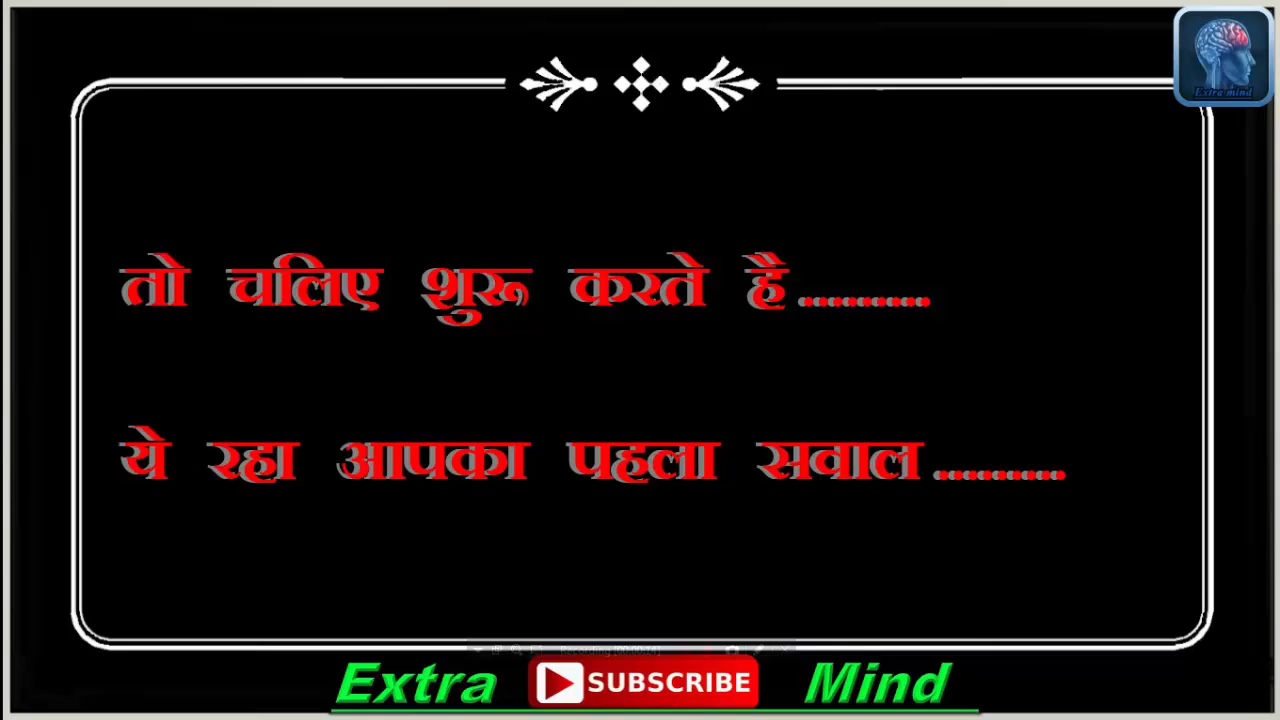 Extra mind
तो चलिए शुरू करते है..........
ये रहा आपका पहला सवाल..........
Extra SUBSCRIBE Mind